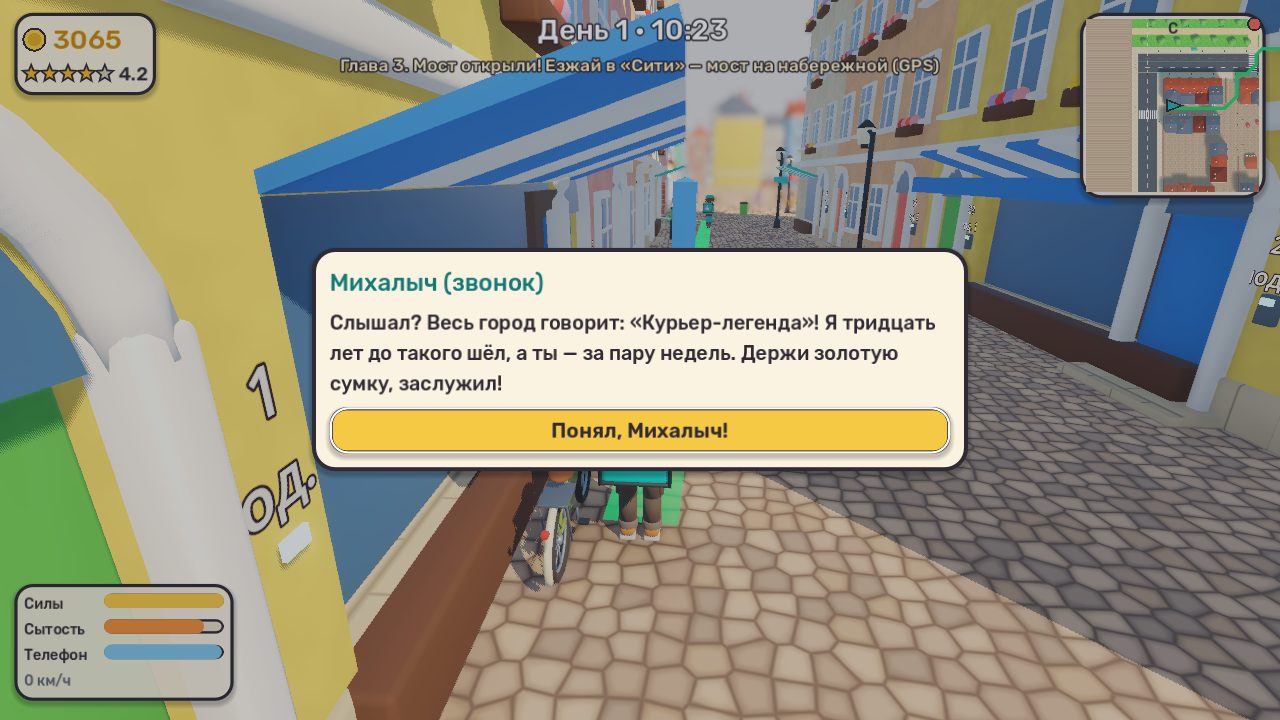 3065
4.2
День 1 • 10:23
Глава 3. Мост открыли! Езжай в «Сити» — мост на набережной (GPS)
С
Михалыч (звонок)
Слышал? Весь город говорит: «Курьер-легенда»! Я тридцать
лет до такого шёл, а ты — за пару недель. Держи золотую
сумку, заслужил!
Понял, Михалыч!
1
Силы
Сытость
Телефон
0 км/ч